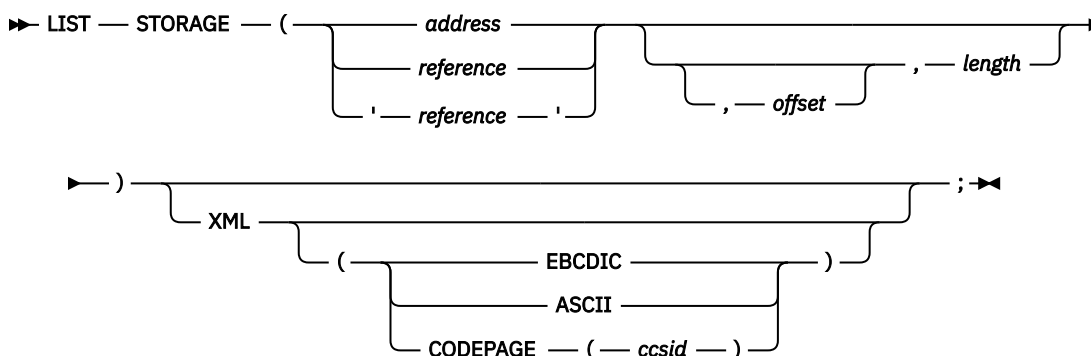 LIST STORAGE ( address
reference
' reference '
, offset , length
) ;
XML
( EBCDIC )
ASCII
CODEPAGE ( ccsid )